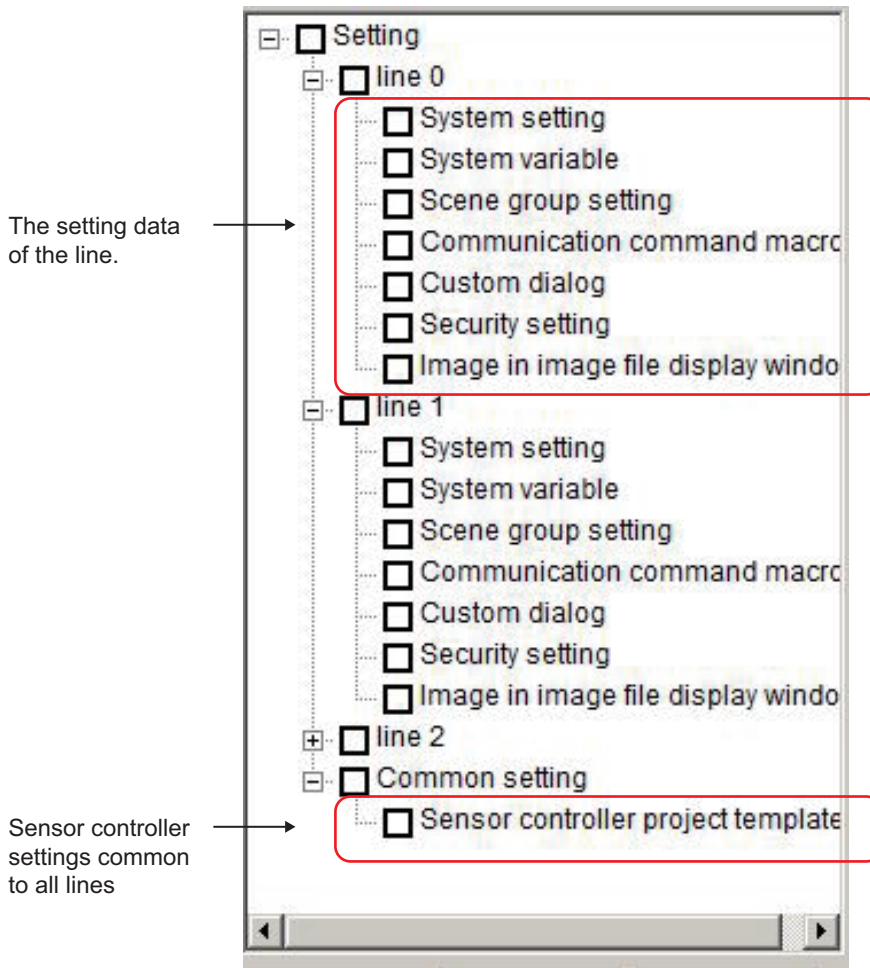 Setting
line 0
System setting
System variable
Scene group setting
Communication command macro
Custom dialog
Security setting
Image in image file display windo
line 1
System setting
System variable
Scene group setting
Communication command macro
Custom dialog
Security setting
Image in image file display windo
line 2
Common setting
Sensor controller project template
The setting data
of the line.
Sensor controller
settings common
to all lines